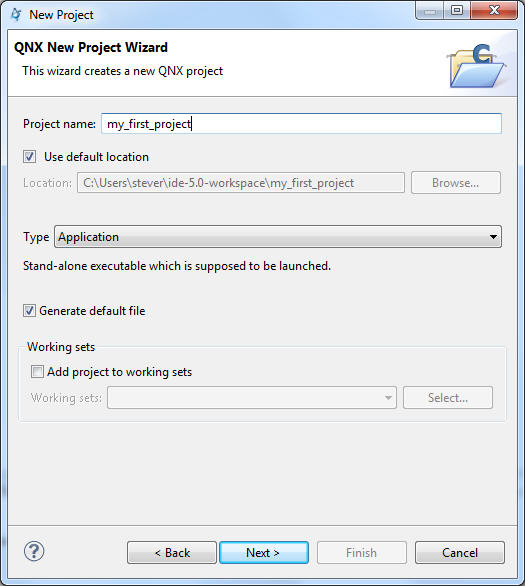 New Project
QNX New Project Wizard
This wizard creates a new QNX project
C
Project name: my_first_project
Use default location
Location: C:\Users\stever\ide-5.0-workspace\my_first_project Browse...
Type Application
Stand-alone executable which is supposed to be launched.
Generate default file
Working sets
Add project to working sets
Working sets: Select...
? < Back Next > Finish Cancel